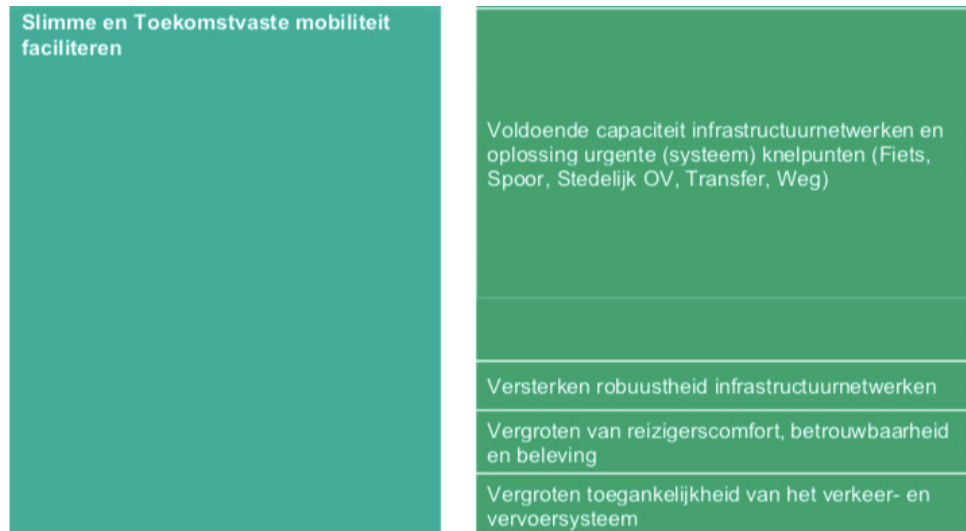 Slimme en Toekomstvaste mobiliteit
faciliteren
Voldoende capaciteit infrastructuurnetwerken en
oplossing urgente (systeem) knelpunten (Fiets,
Spoor, Stedelijk OV, Transfer, Weg)
Versterken robuustheid infrastructuurnetwerken
Vergroten van reizigerscomfort, betrouwbaarheid
en beleving
Vergroten toegankelijkheid van het verkeer- en
vervoersysteem